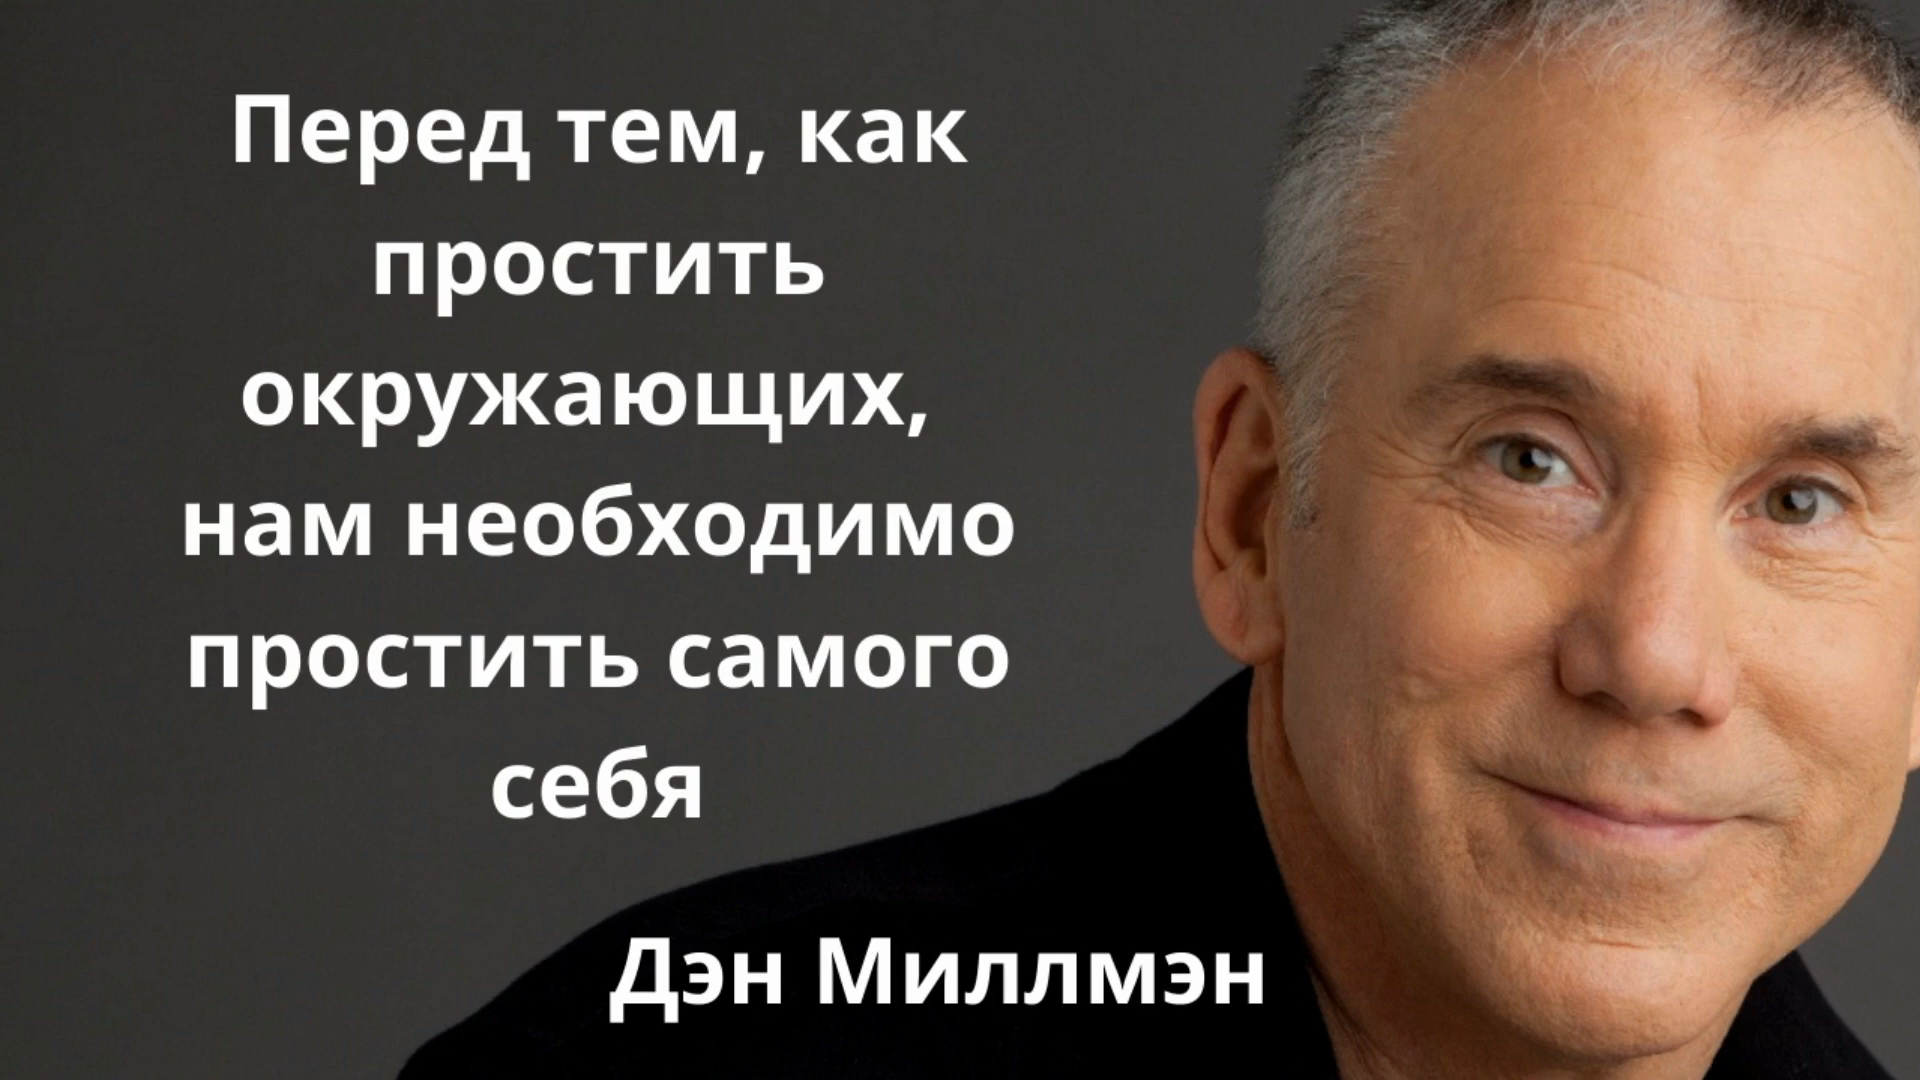 Перед тем, как
простить
окружающих,
нам необходимо
простить самого
себя
Дэн Миллмэн